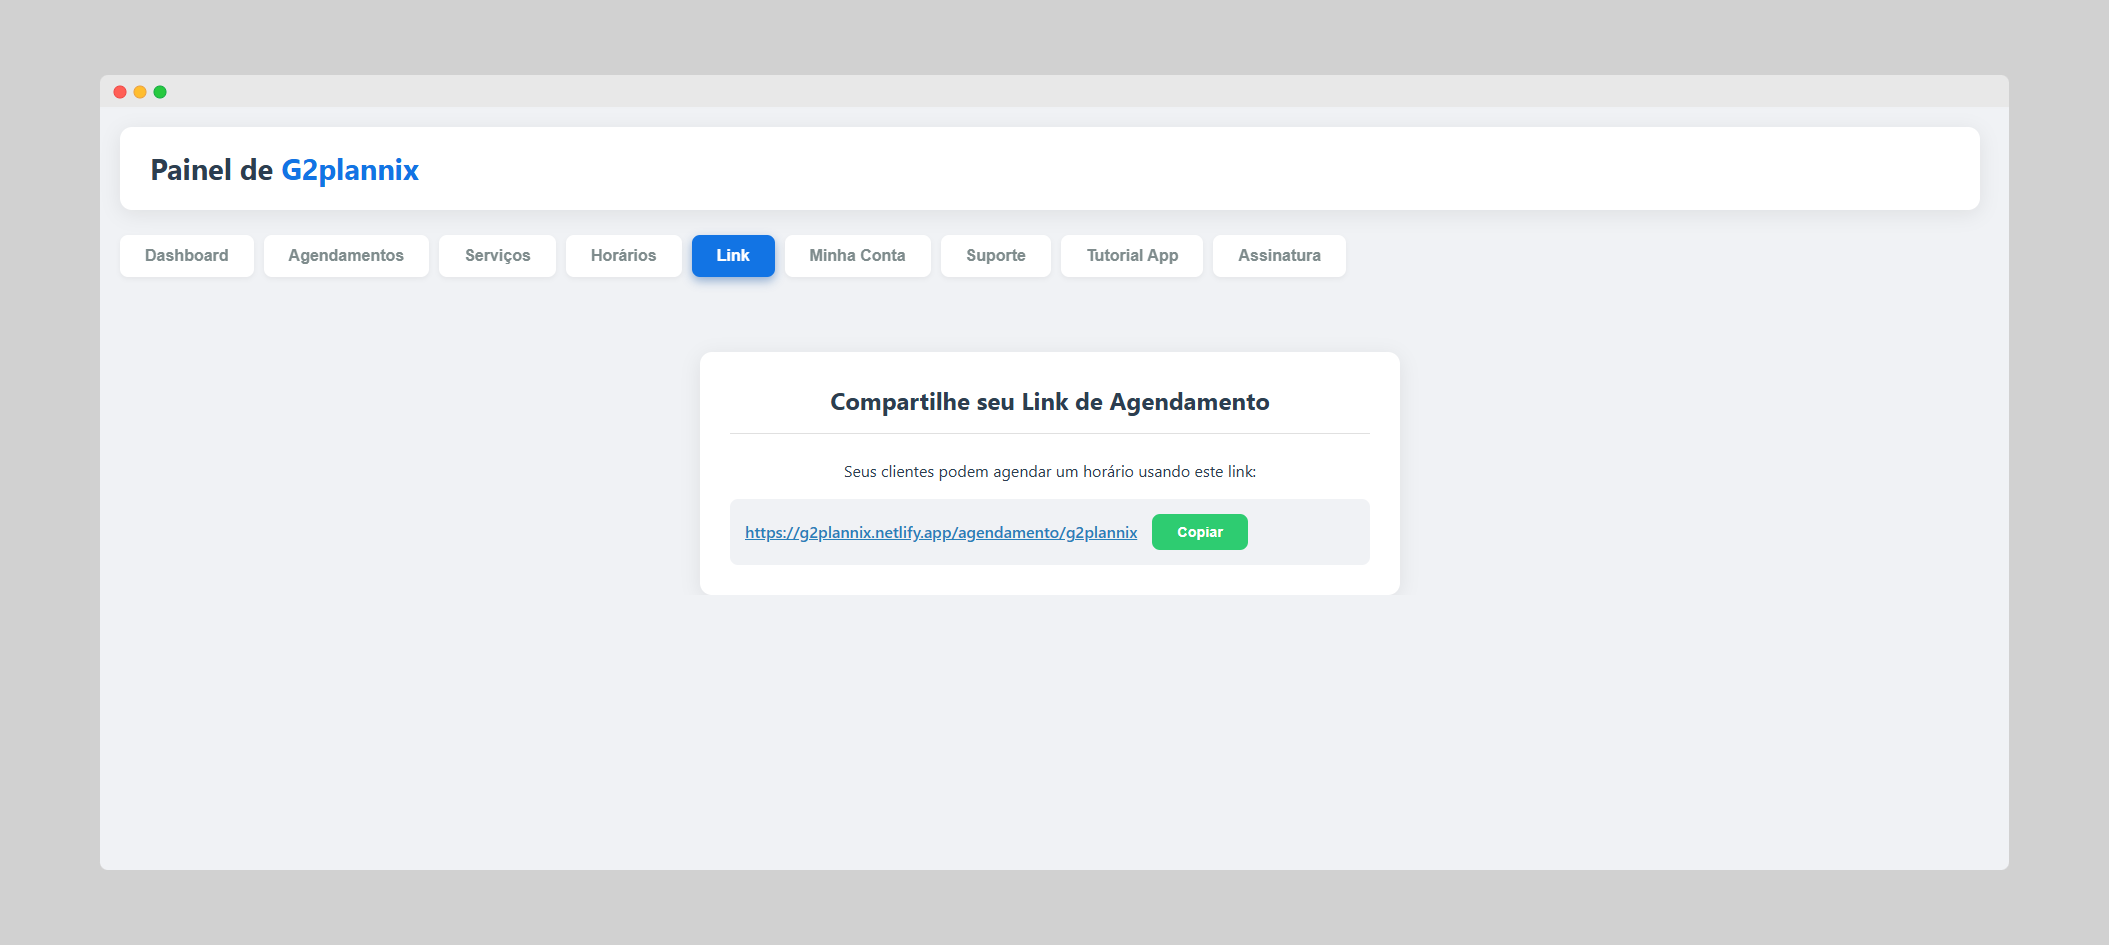 Painel de G2plannix
Dashboard Agendamentos Serviços Horários Link Minha Conta Suporte Tutorial App Assinatura
Compartilhe seu Link de Agendamento
Seus clientes podem agendar um horário usando este link:
https://g2plannix.netlify.app/agendamento/g2plannix Copiar